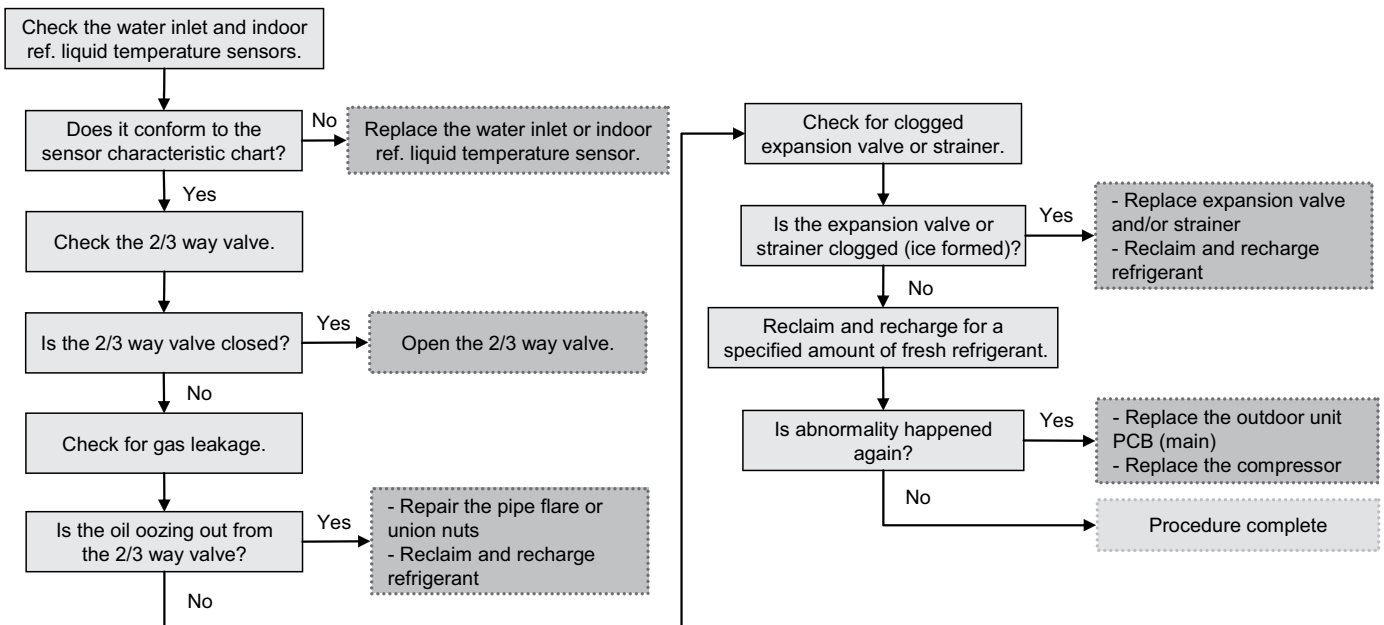 Check the water inlet and indoor
ref. liquid temperature sensors.
Does it conform to the
sensor characteristic chart?
No
Replace the water inlet or indoor
ref. liquid temperature sensor.
Yes
Check the 2/3 way valve.
Is the 2/3 way valve closed?
Yes
Open the 2/3 way valve.
No
Check for gas leakage.
Is the oil oozing out from
the 2/3 way valve?
Yes
- Repair the pipe flare or
union nuts
- Reclaim and recharge
refrigerant
No
Check for clogged
expansion valve or strainer.
Is the expansion valve or
strainer clogged (ice formed)?
Yes
- Replace expansion valve
and/or strainer
- Reclaim and recharge
refrigerant
No
Reclaim and recharge for a
specified amount of fresh refrigerant.
Is abnormality happened
again?
Yes
- Replace the outdoor unit
PCB (main)
- Replace the compressor
No
Procedure complete